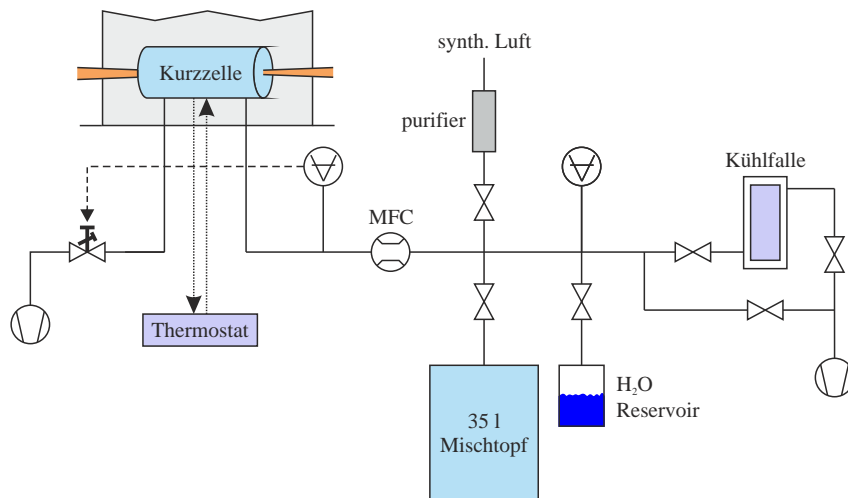 synth. Luft
Kurzzelle
purifier
Kühlfalle
MFC
Thermostat
H₂O
Reservoir
35 l
Mischtopf